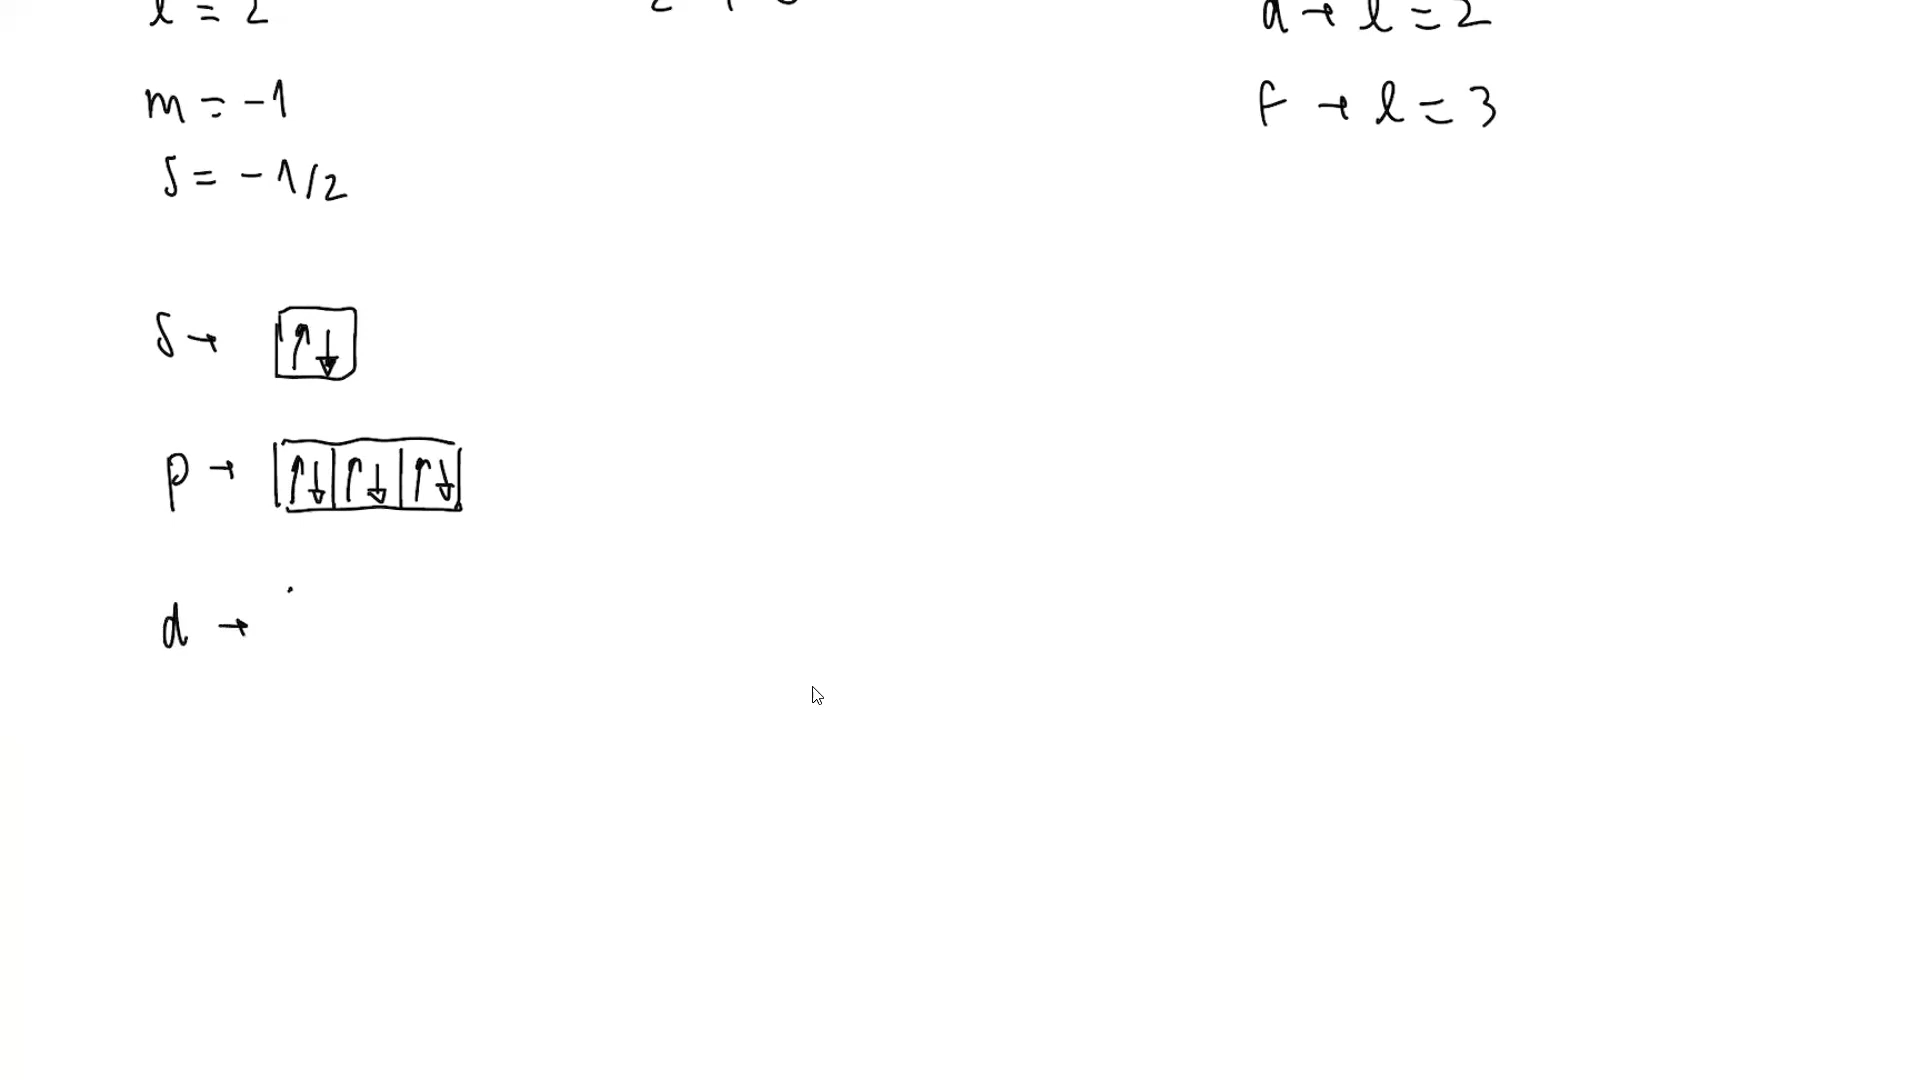 l = 2
d → l = 2
m = -1
f → l = 3
s = -1/2
s → ↑↓
p → ↑↓ ↑↓ ↑↓
d →